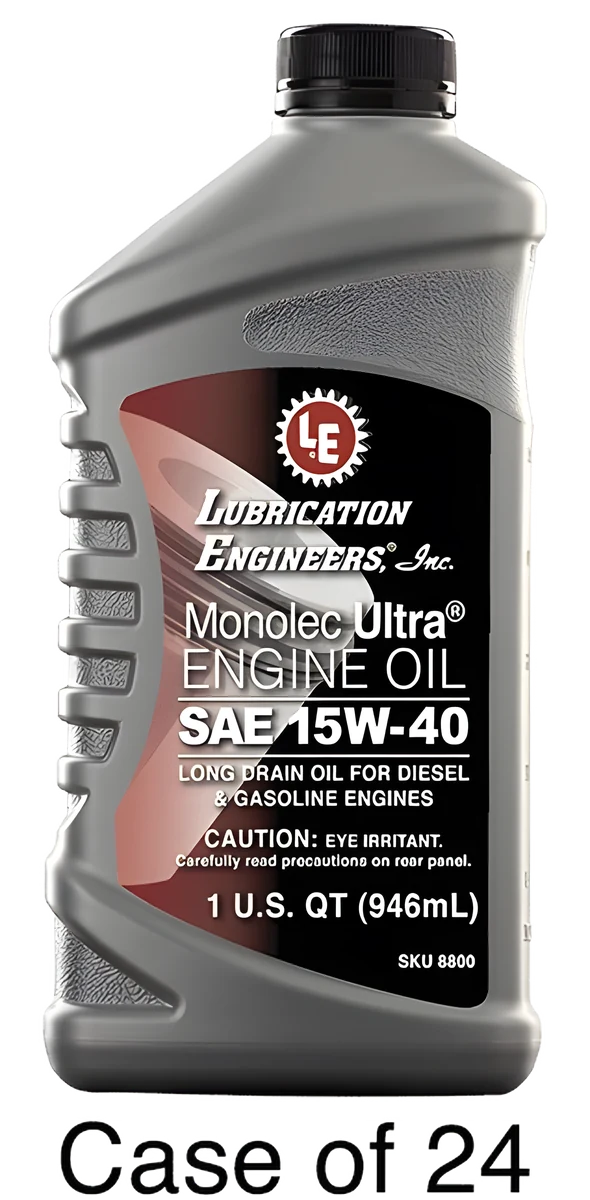 LE
LUBRICATION
ENGINEERS,® Inc.
Monolec Ultra®
ENGINE OIL
SAE 15W-40
LONG DRAIN OIL FOR DIESEL
& GASOLINE ENGINES
CAUTION: EYE IRRITANT.
Carefully read precautions on rear panel.
1 U.S. QT (946mL)
SKU 8800
Case of 24